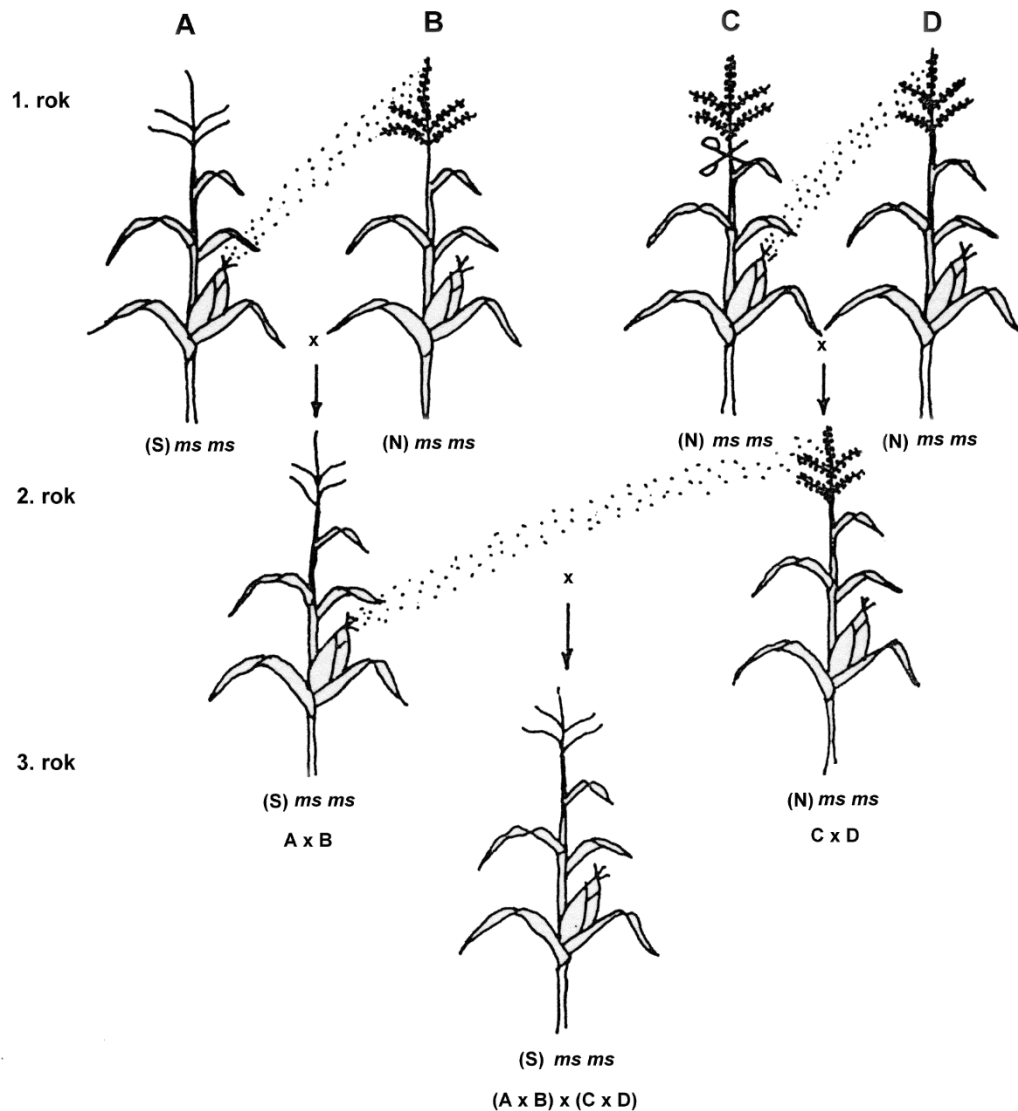 A B C D
1. rok
x x
(S) ms ms (N) ms ms (N) ms ms (N) ms ms
2. rok
x
3. rok
(S) ms ms (N) ms ms
A x B C x D
(S) ms ms
(A x B) x (C x D)